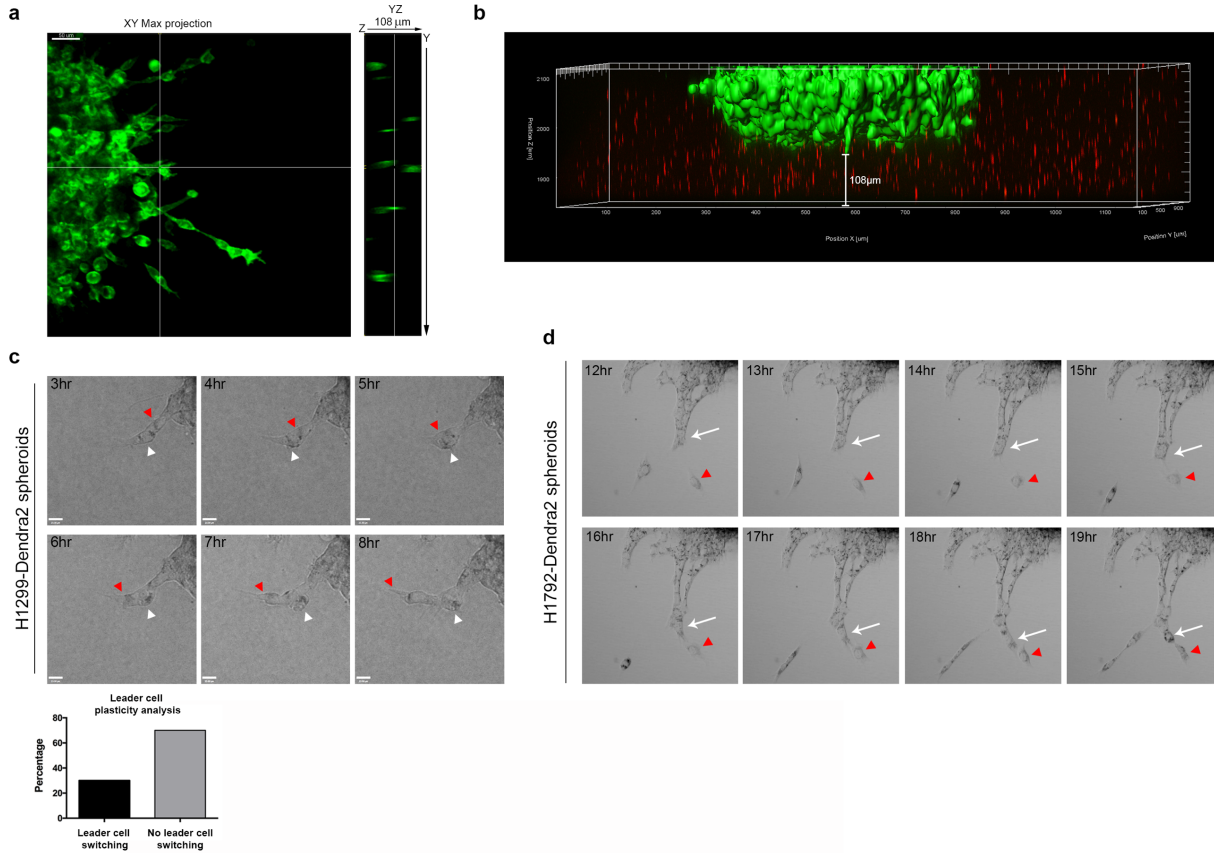 a
XY Max projection
50 µm
YZ
108 µm
Z
Y
b
2100
2000
1900
Position Z [µm]
108µm
100 200 300 400 500 600 700 800 900 1000 1100 100 500 900
Position X [µm]
Position Y [µm]
c
H1299-Dendra2 spheroids
3hr 4hr 5hr
6hr 7hr 8hr
Leader cell
plasticity analysis
Percentage
80
60
40
20
0
Leader cell
switching
No leader cell
switching
d
H1792-Dendra2 spheroids
12hr 13hr 14hr 15hr
16hr 17hr 18hr 19hr